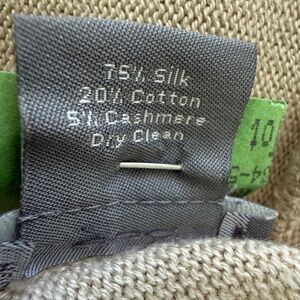 75% Silk
20% Cotton
5% Cashmere
Dry Clean
10